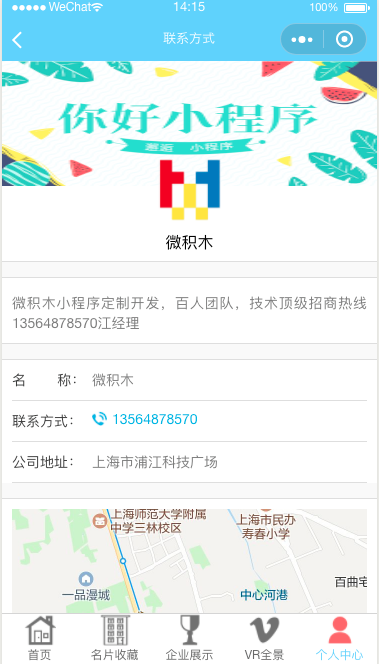 WeChat 14:15 100%
联系方式
你好小程序
邂逅 小程序
微积木
微积木小程序定制开发，百人团队，技术顶级招商热线
13564878570江经理
名 称： 微积木
联系方式： 13564878570
公司地址： 上海市浦江科技广场
上海师范大学附属
中学三林校区
上海市民办
寿春小学
百曲宅
一品漫城
中心河港
首页 名片收藏 企业展示 VR全景 个人中心